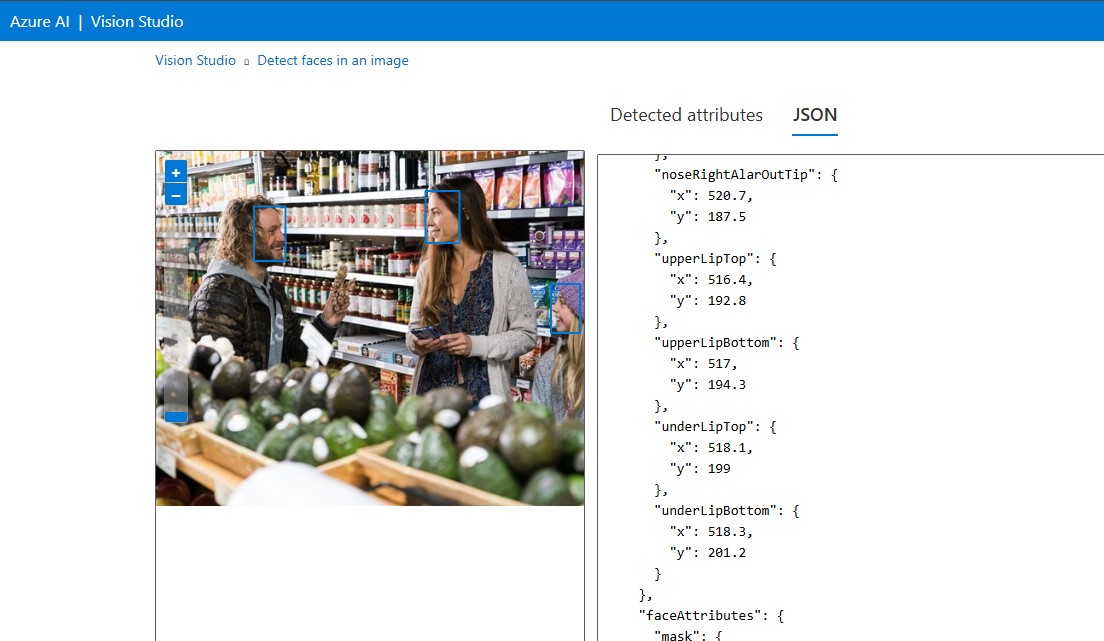 Azure AI | Vision Studio
Vision Studio ▯ Detect faces in an image
Detected attributes JSON
},
"noseRightAlarOutTip": {
"x": 520.7,
"y": 187.5
},
"upperLipTop": {
"x": 516.4,
"y": 192.8
},
"upperLipBottom": {
"x": 517,
"y": 194.3
},
"underLipTop": {
"x": 518.1,
"y": 199
},
"underLipBottom": {
"x": 518.3,
"y": 201.2
}
},
"faceAttributes": {
"mask": {
+
−